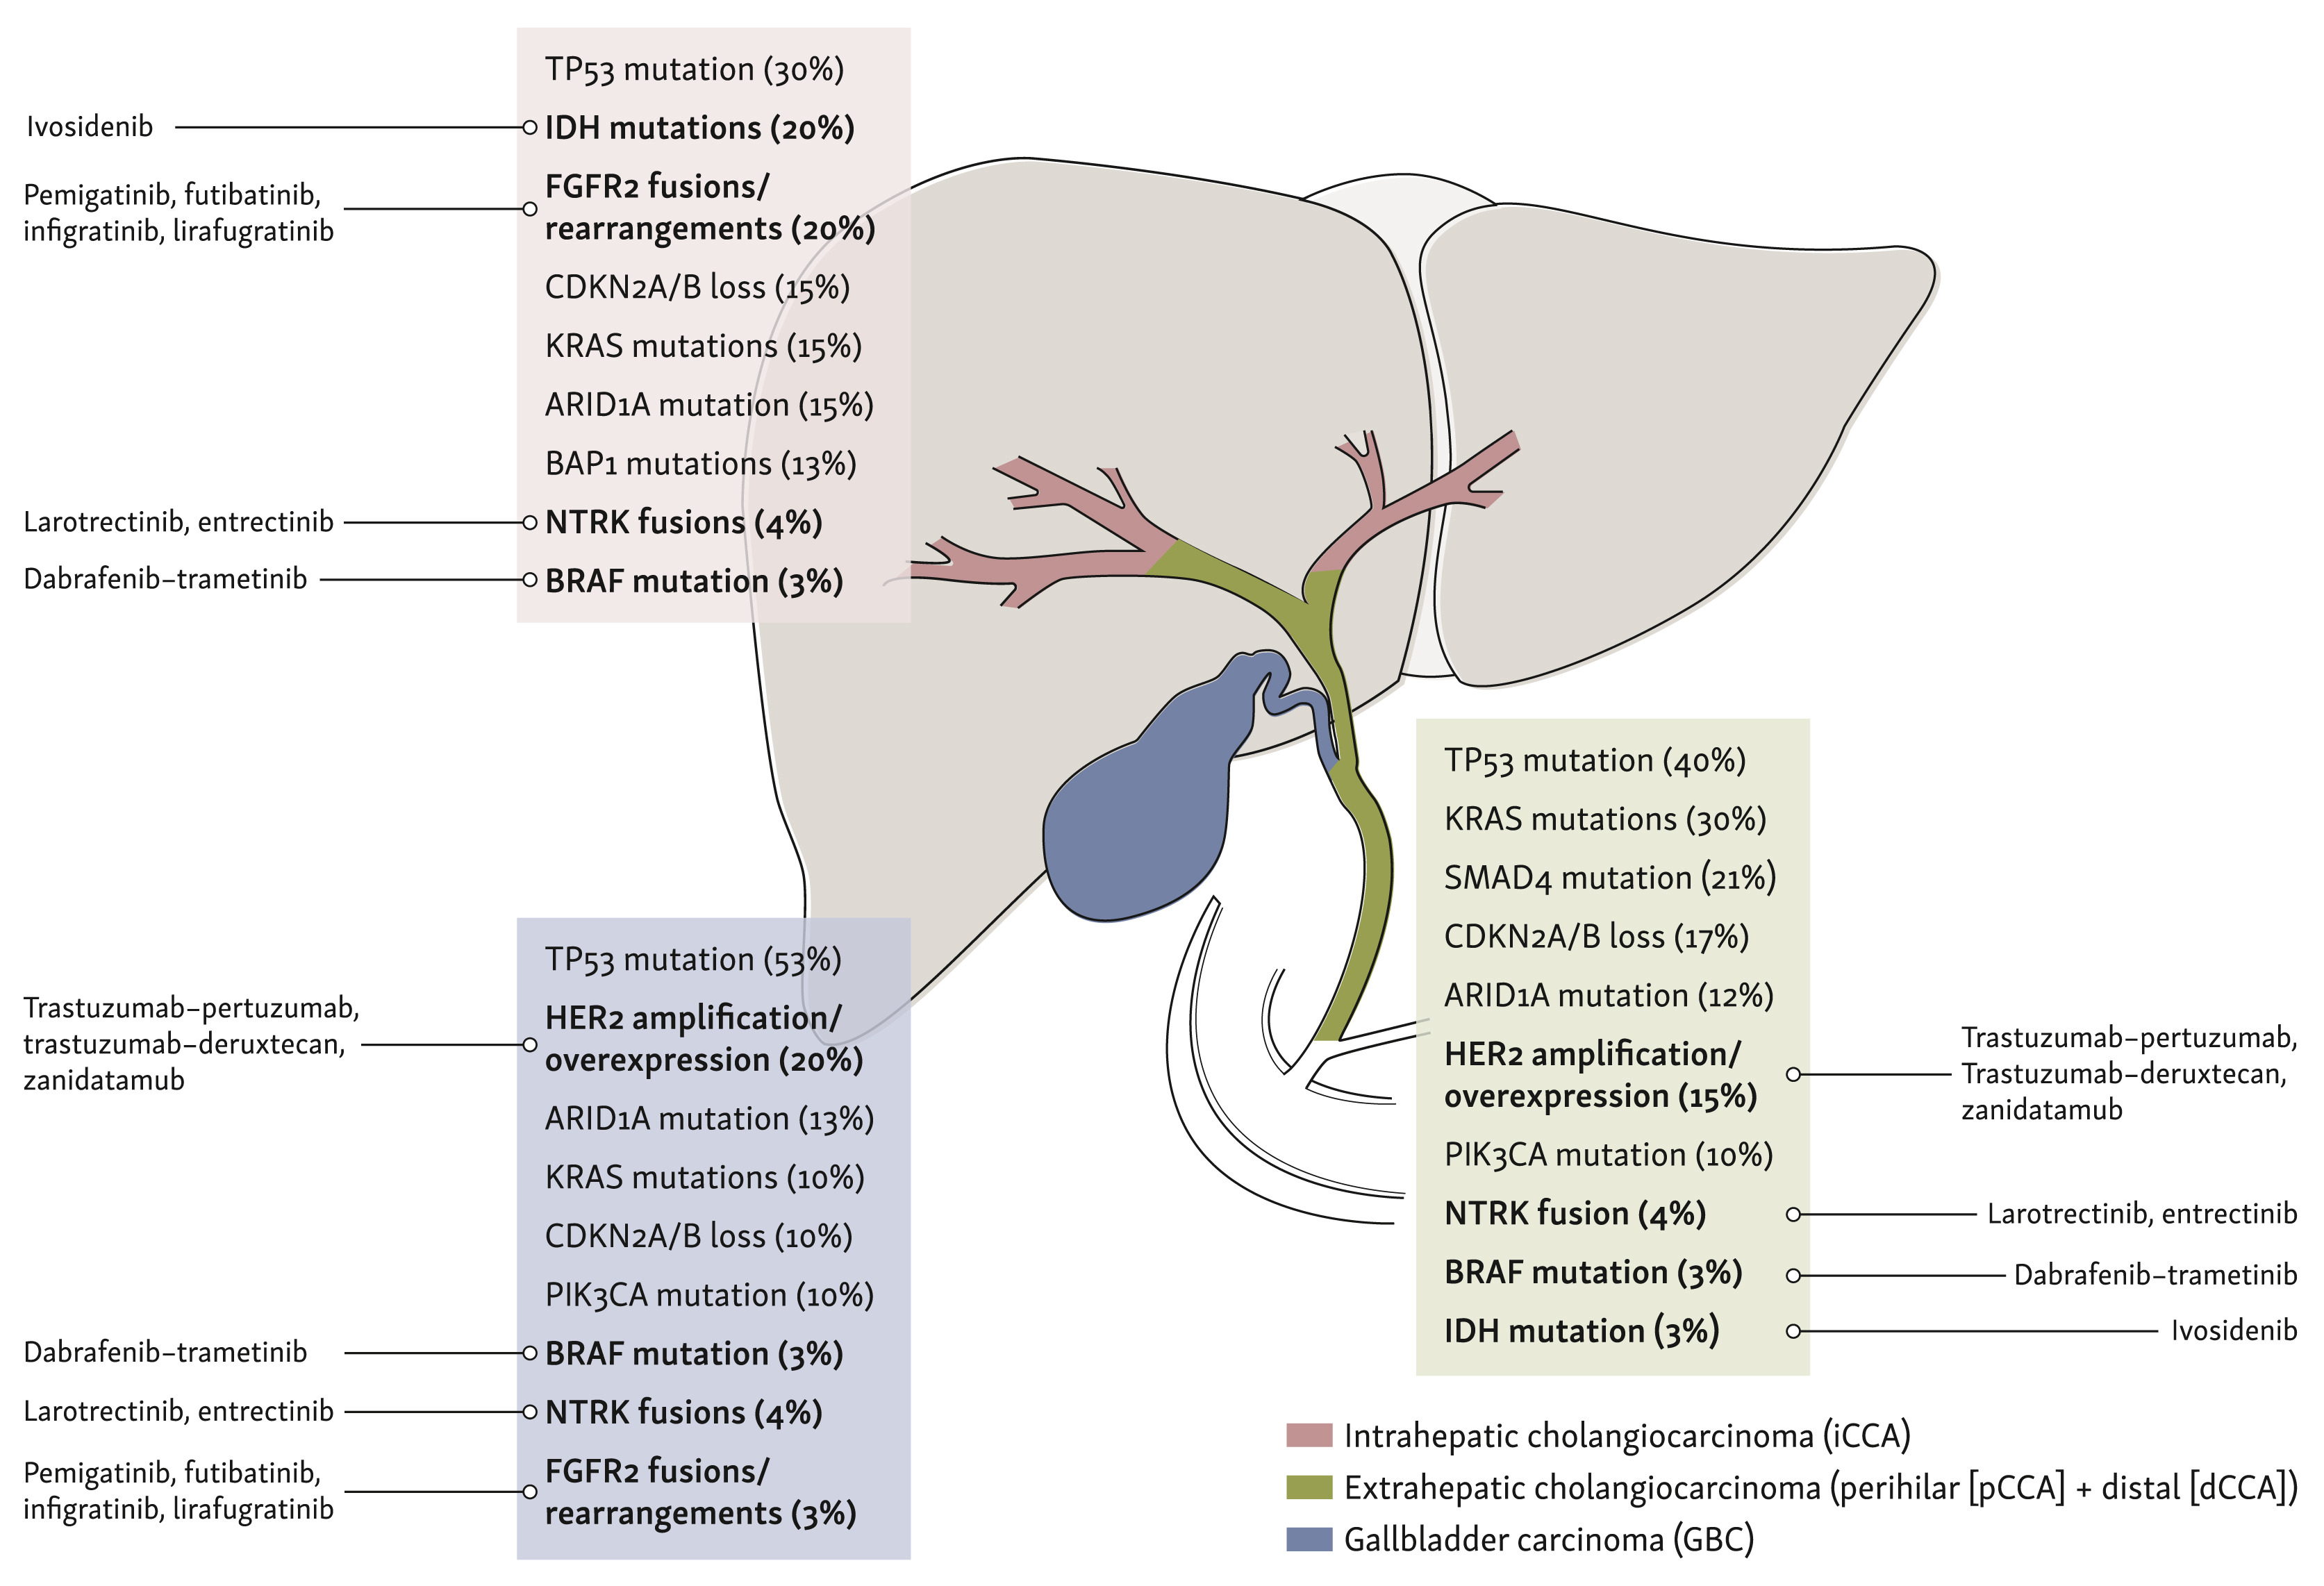 TP53 mutation (30%)
Ivosidenib
IDH mutations (20%)
Pemigatinib, futibatinib,
infigratinib, lirafugratinib
FGFR2 fusions/
rearrangements (20%)
CDKN2A/B loss (15%)
KRAS mutations (15%)
ARID1A mutation (15%)
BAP1 mutations (13%)
Larotrectinib, entrectinib
NTRK fusions (4%)
Dabrafenib–trametinib
BRAF mutation (3%)
TP53 mutation (53%)
Trastuzumab–pertuzumab,
trastuzumab–deruxtecan,
zanidatamub
HER2 amplification/
overexpression (20%)
ARID1A mutation (13%)
KRAS mutations (10%)
CDKN2A/B loss (10%)
PIK3CA mutation (10%)
Dabrafenib–trametinib
BRAF mutation (3%)
Larotrectinib, entrectinib
NTRK fusions (4%)
Pemigatinib, futibatinib,
infigratinib, lirafugratinib
FGFR2 fusions/
rearrangements (3%)
TP53 mutation (40%)
KRAS mutations (30%)
SMAD4 mutation (21%)
CDKN2A/B loss (17%)
ARID1A mutation (12%)
HER2 amplification/
overexpression (15%)
Trastuzumab–pertuzumab,
Trastuzumab–deruxtecan,
zanidatamub
PIK3CA mutation (10%)
NTRK fusion (4%)
Larotrectinib, entrectinib
BRAF mutation (3%)
Dabrafenib–trametinib
IDH mutation (3%)
Ivosidenib
Intrahepatic cholangiocarcinoma (iCCA)
Extrahepatic cholangiocarcinoma (perihilar [pCCA] + distal [dCCA])
Gallbladder carcinoma (GBC)